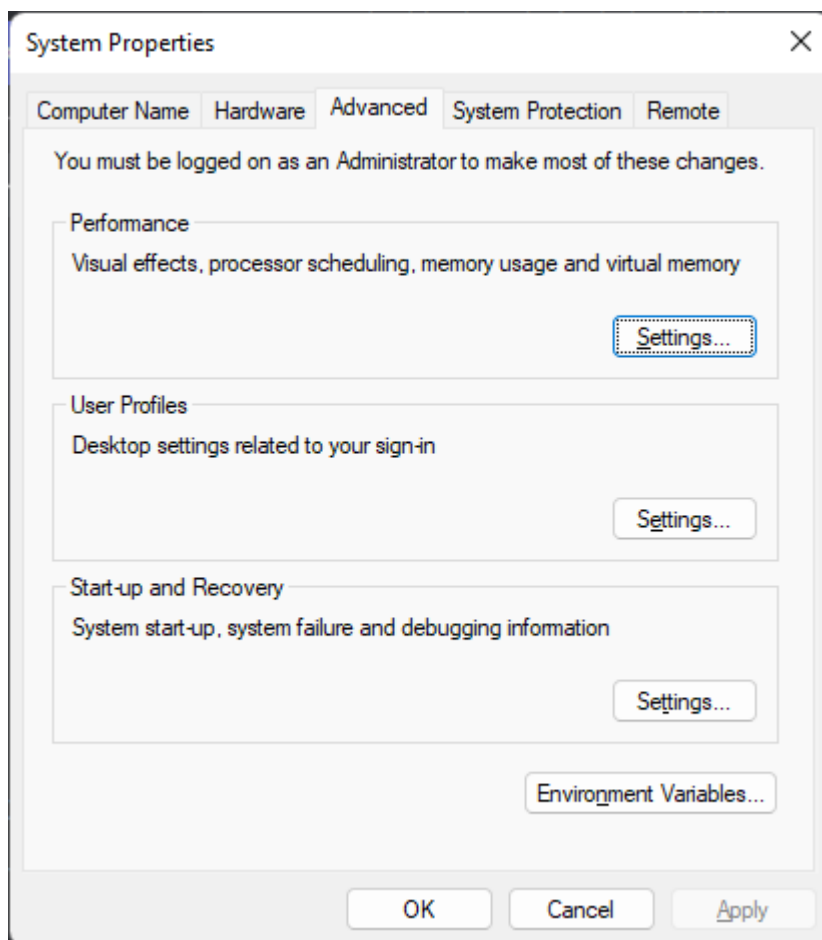 System Properties
Computer Name Hardware Advanced System Protection Remote
You must be logged on as an Administrator to make most of these changes.
Performance
Visual effects, processor scheduling, memory usage and virtual memory
Settings...
User Profiles
Desktop settings related to your sign-in
Settings...
Start-up and Recovery
System start-up, system failure and debugging information
Settings...
Environment Variables...
OK Cancel Apply